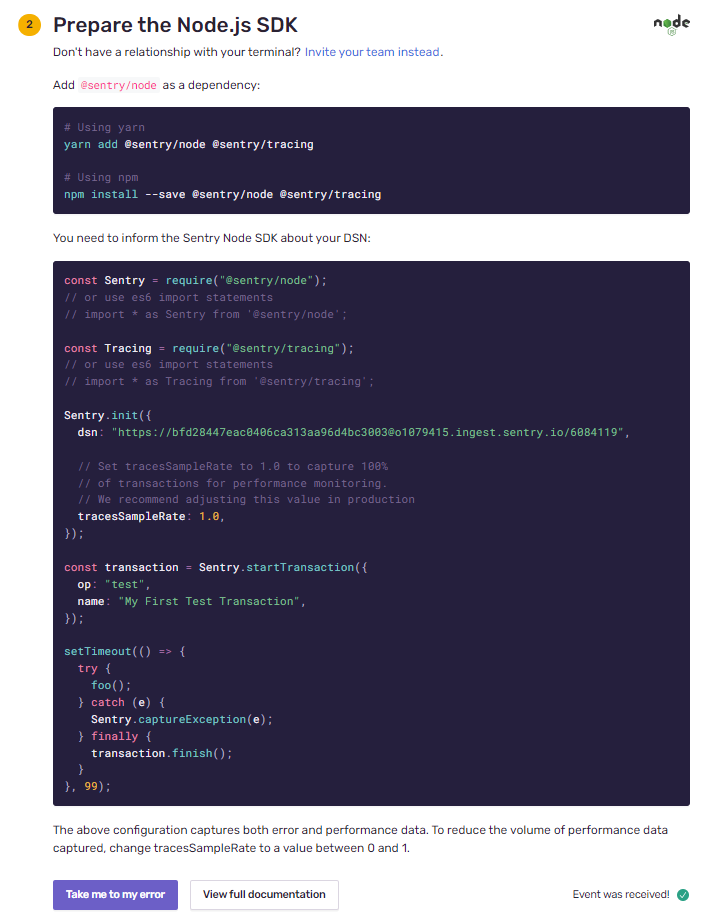 2 Prepare the Node.js SDK
node
JS
Don't have a relationship with your terminal? Invite your team instead.
Add @sentry/node as a dependency:
# Using yarn
yarn add @sentry/node @sentry/tracing
# Using npm
npm install --save @sentry/node @sentry/tracing
You need to inform the Sentry Node SDK about your DSN:
const Sentry = require("@sentry/node");
// or use es6 import statements
// import * as Sentry from '@sentry/node';
const Tracing = require("@sentry/tracing");
// or use es6 import statements
// import * as Tracing from '@sentry/tracing';
Sentry.init({
dsn: "https://bfd28447eac0406ca313aa96d4bc3003@o1079415.ingest.sentry.io/6084119",
// Set tracesSampleRate to 1.0 to capture 100%
// of transactions for performance monitoring.
// We recommend adjusting this value in production
tracesSampleRate: 1.0,
});
const transaction = Sentry.startTransaction({
op: "test",
name: "My First Test Transaction",
});
setTimeout(() => {
try {
foo();
} catch (e) {
Sentry.captureException(e);
} finally {
transaction.finish();
}
}, 99);
The above configuration captures both error and performance data. To reduce the volume of performance data
captured, change tracesSampleRate to a value between 0 and 1.
Take me to my error View full documentation Event was received!